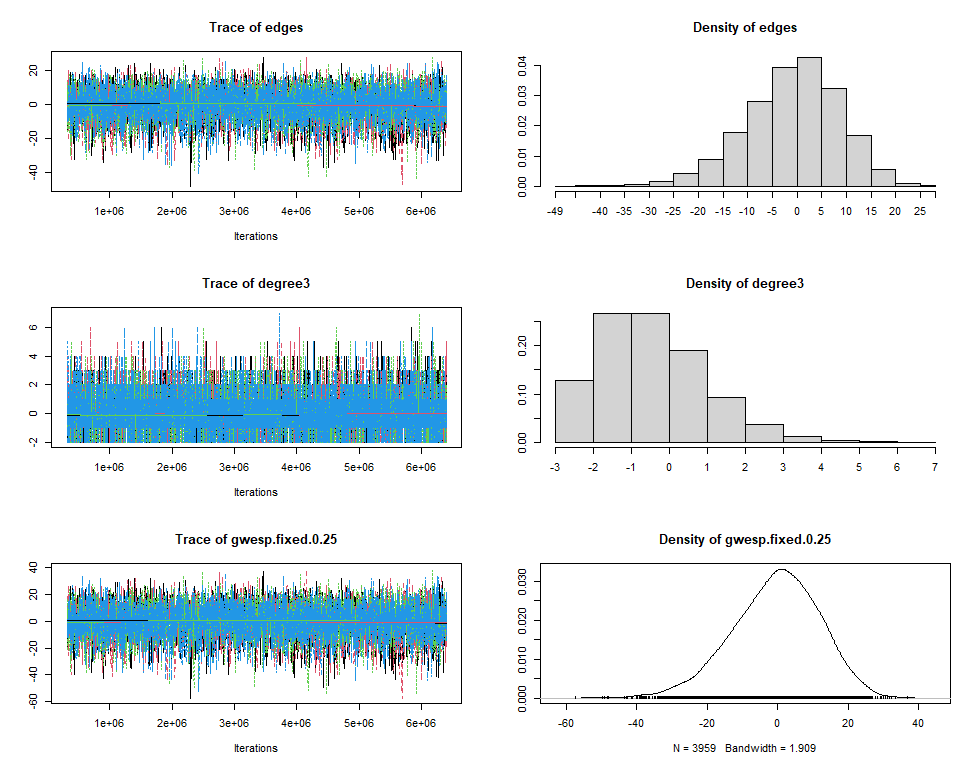 Trace of edges
20
0
-20
-40
1e+06 2e+06 3e+06 4e+06 5e+06 6e+06
Iterations
Density of edges
0.04
0.03
0.02
0.01
0.00
-49 -40 -35 -30 -25 -20 -15 -10 -5 0 5 10 15 20 25
Trace of degree3
6
4
2
0
-2
1e+06 2e+06 3e+06 4e+06 5e+06 6e+06
Iterations
Density of degree3
0.20
0.10
0.00
-3 -2 -1 0 1 2 3 4 5 6 7
Trace of gwesp.fixed.0.25
40
20
0
-20
-40
-60
1e+06 2e+06 3e+06 4e+06 5e+06 6e+06
Iterations
Density of gwesp.fixed.0.25
0.030
0.020
0.010
0.000
-60 -40 -20 0 20 40
N = 3959 Bandwidth = 1.909